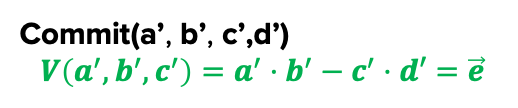 Commit(a’, b’, c’,d’)
V(a′, b′, c′) = a′ · b′ − c′ · d′ = e⃗